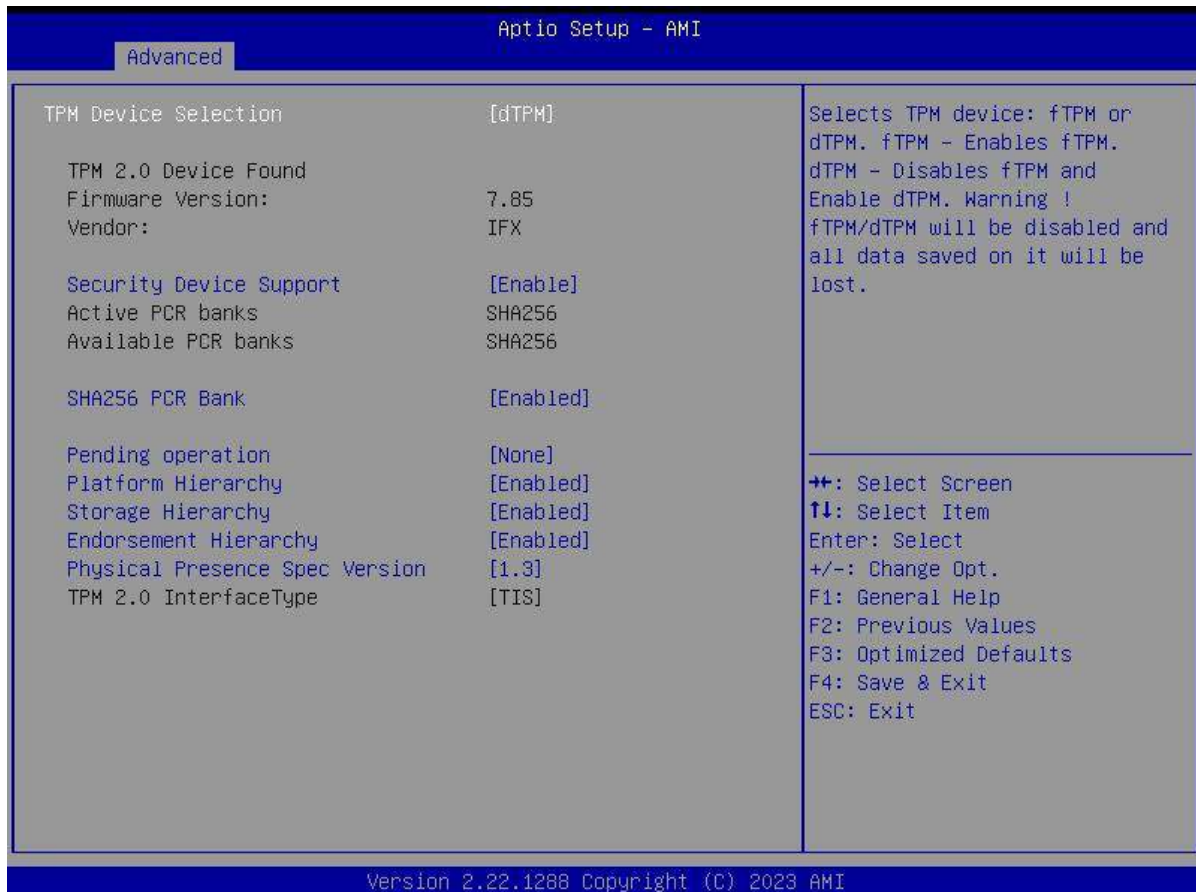 Aptio Setup – AMI
Advanced
TPM Device Selection [dTPM]
TPM 2.0 Device Found
Firmware Version: 7.85
Vendor: IFX
Security Device Support [Enable]
Active PCR banks SHA256
Available PCR banks SHA256
SHA256 PCR Bank [Enabled]
Pending operation [None]
Platform Hierarchy [Enabled]
Storage Hierarchy [Enabled]
Endorsement Hierarchy [Enabled]
Physical Presence Spec Version [1.3]
TPM 2.0 InterfaceType [TIS]
Selects TPM device: fTPM or
dTPM. fTPM – Enables fTPM.
dTPM – Disables fTPM and
Enable dTPM. Warning !
fTPM/dTPM will be disabled and
all data saved on it will be
lost.
→←: Select Screen
↑↓: Select Item
Enter: Select
+/-: Change Opt.
F1: General Help
F2: Previous Values
F3: Optimized Defaults
F4: Save & Exit
ESC: Exit
Version 2.22.1288 Copyright (C) 2023 AMI